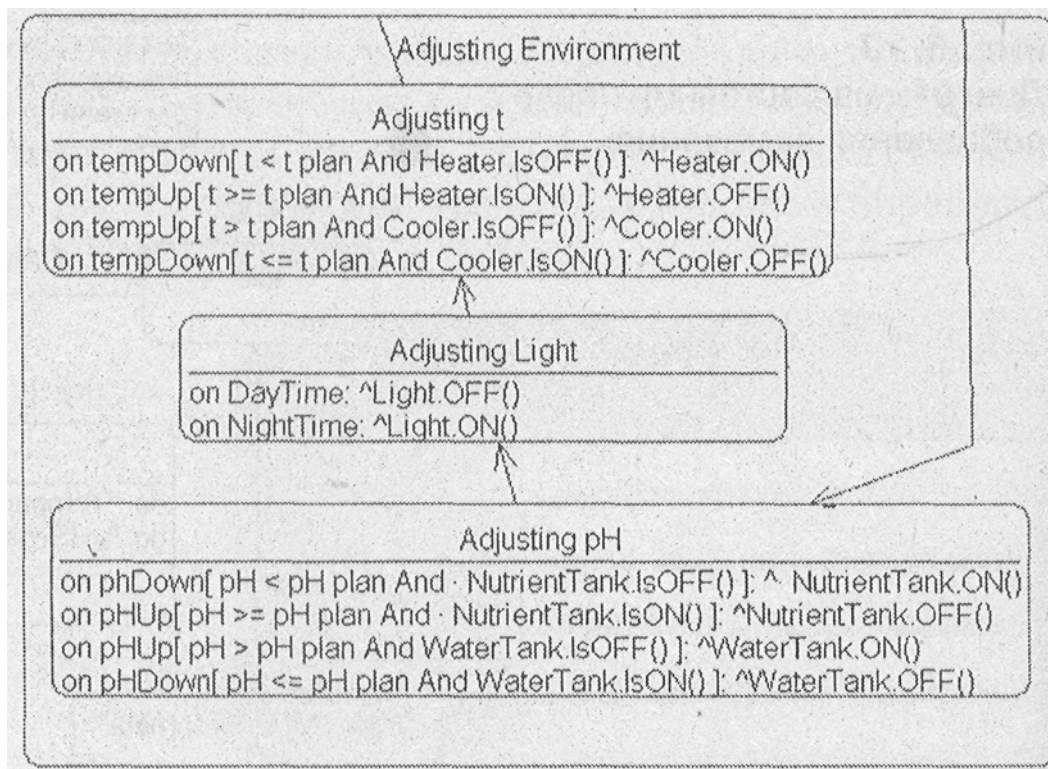 Adjusting Environment
Adjusting t
on tempDown[ t < t plan And Heater.IsOFF() ]: ^Heater.ON()
on tempUp[ t >= t plan And Heater.IsON() ]: ^Heater.OFF()
on tempUp[ t > t plan And Cooler.IsOFF() ]: ^Cooler.ON()
on tempDown[ t <= t plan And Cooler.IsON() ]: ^Cooler.OFF()
Adjusting Light
on DayTime: ^Light.OFF()
on NightTime: ^Light.ON()
Adjusting pH
on phDown[ pH < pH plan And · NutrientTank.IsOFF() ]: ^· NutrientTank.ON()
on pHUp[ pH >= pH plan And · NutrientTank.IsON() ]: ^NutrientTank.OFF()
on pHUp[ pH > pH plan And WaterTank.IsOFF() ]: ^WaterTank.ON()
on pHDown[ pH <= pH plan And WaterTank.IsON() ]: ^WaterTank.OFF()